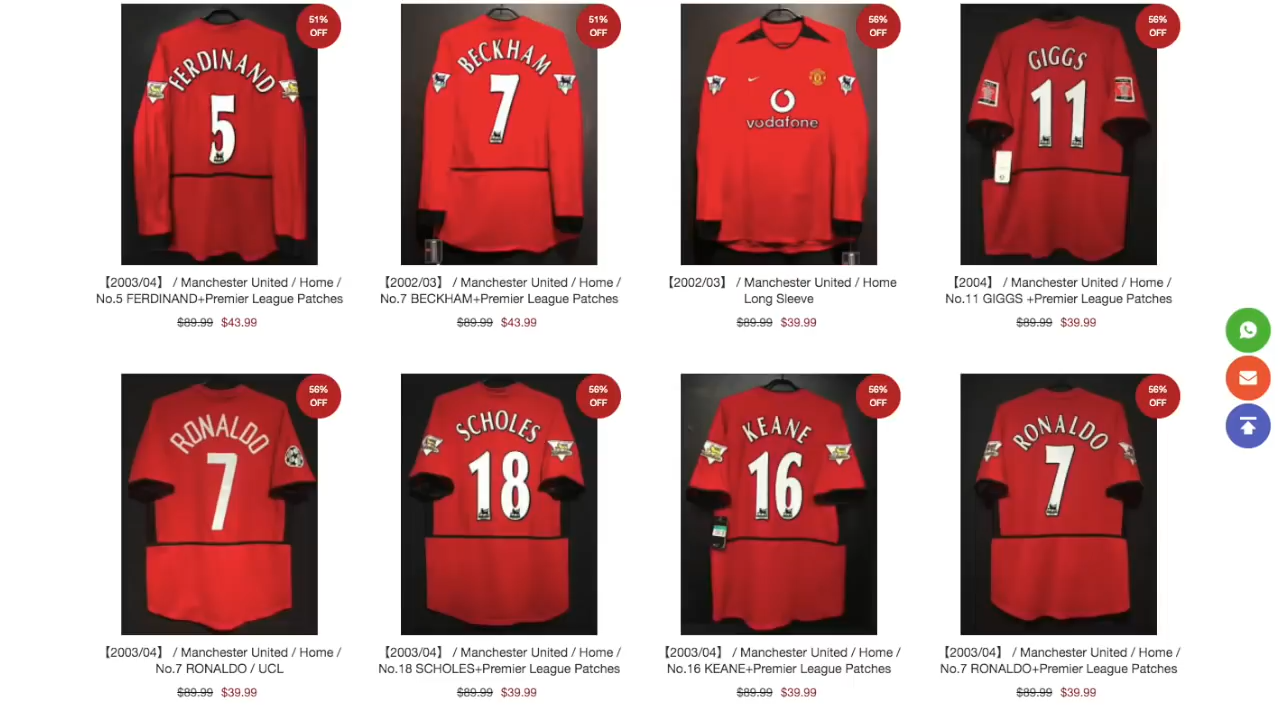 51%
OFF
51%
OFF
56%
OFF
56%
OFF
FERDINAND
5
BECKHAM
7
vodafone
GIGGS
11
【2003/04】 / Manchester United / Home /
No.5 FERDINAND+Premier League Patches
$89.99 $43.99
【2002/03】 / Manchester United / Home /
No.7 BECKHAM+Premier League Patches
$89.99 $43.99
【2002/03】 / Manchester United / Home
Long Sleeve
$89.99 $39.99
【2004】 / Manchester United / Home /
No.11 GIGGS +Premier League Patches
$89.99 $39.99
56%
OFF
56%
OFF
56%
OFF
56%
OFF
RONALDO
7
SCHOLES
18
KEANE
16
RONALDO
7
【2003/04】 / Manchester United / Home /
No.7 RONALDO / UCL
$89.99 $39.99
【2003/04】 / Manchester United / Home /
No.18 SCHOLES+Premier League Patches
$89.99 $39.99
【2003/04】 / Manchester United / Home /
No.16 KEANE+Premier League Patches
$89.99 $39.99
【2003/04】 / Manchester United / Home /
No.7 RONALDO+Premier League Patches
$89.99 $39.99